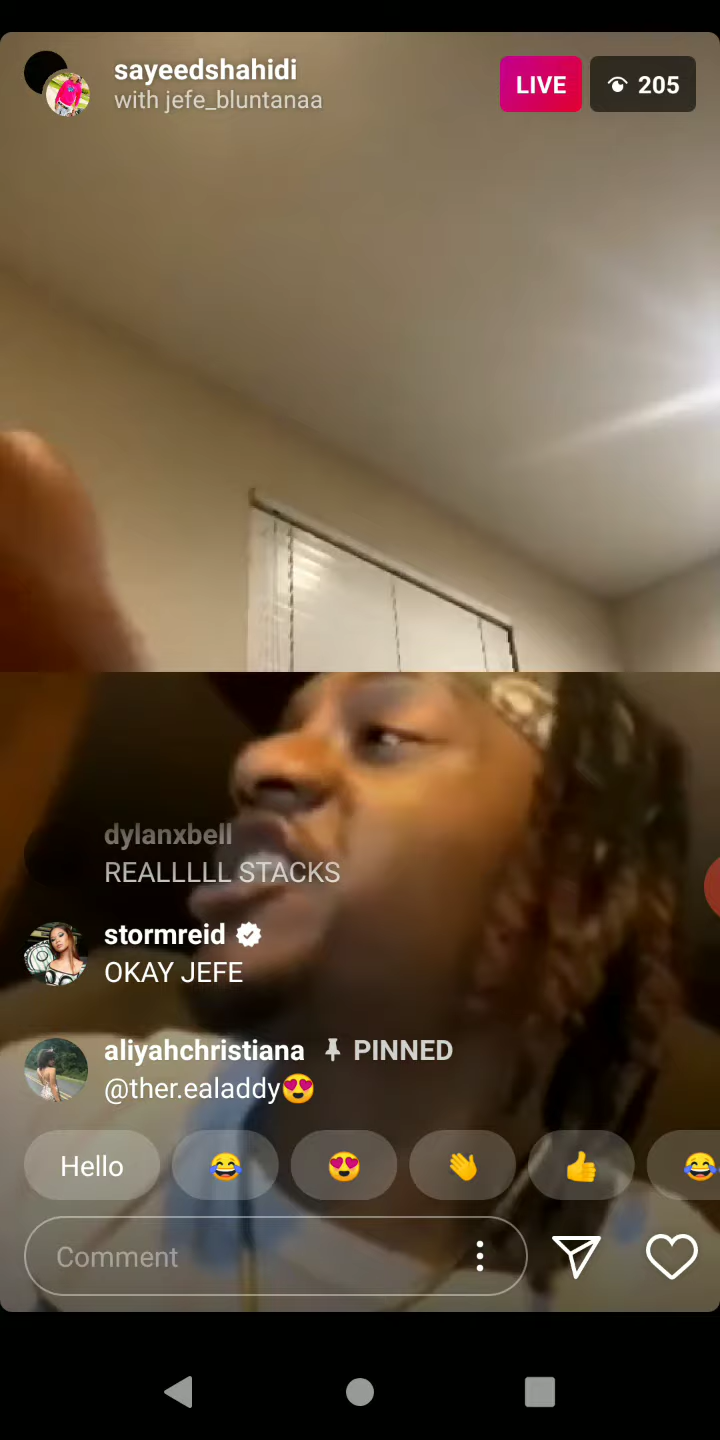 sayeedshahidi
with jefe_bluntanaa
LIVE
205
dylanxbell
REALLLLL STACKS
stormreid
OKAY JEFE
aliyahchristiana PINNED
@ther.ealaddy😍
Hello 😂 😍 👋 👍 😂
Comment